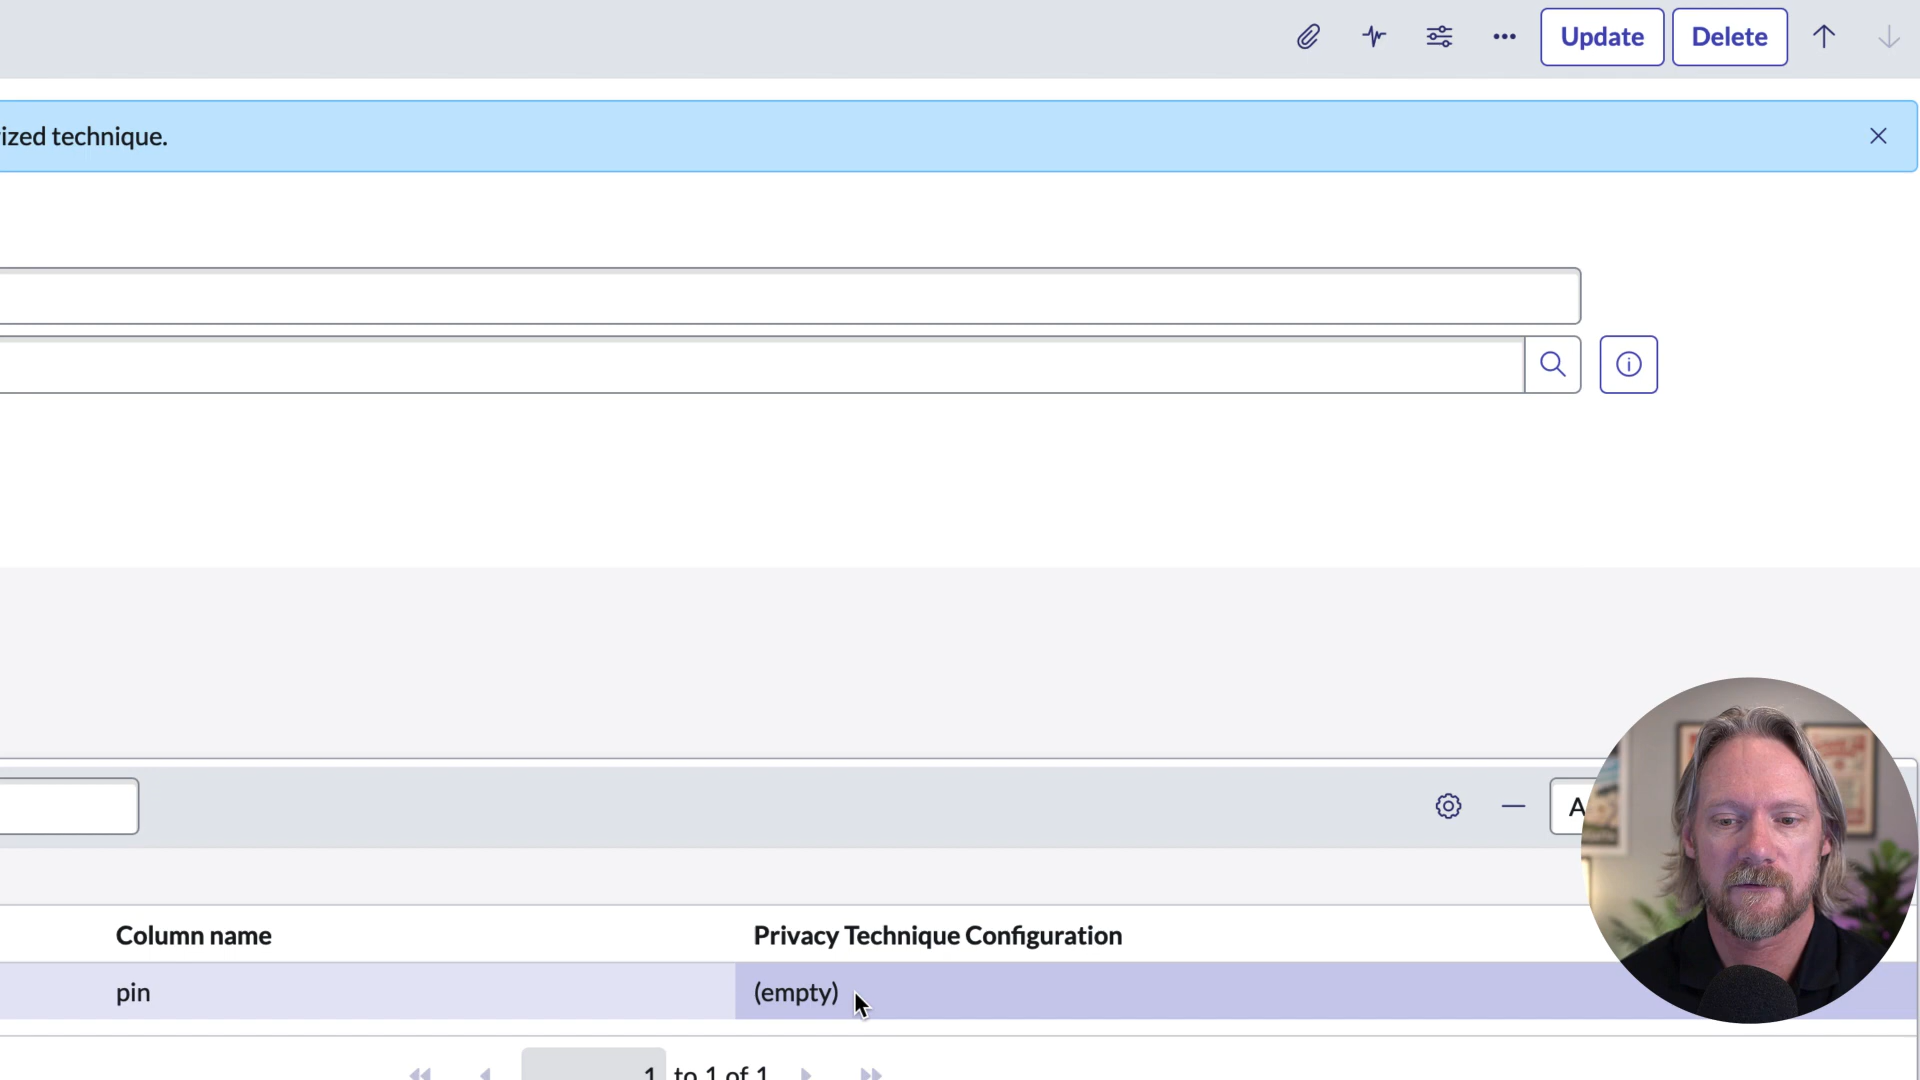 Update Delete
ized technique.
A
Column name Privacy Technique Configuration
pin (empty)
1 to 1 of 1